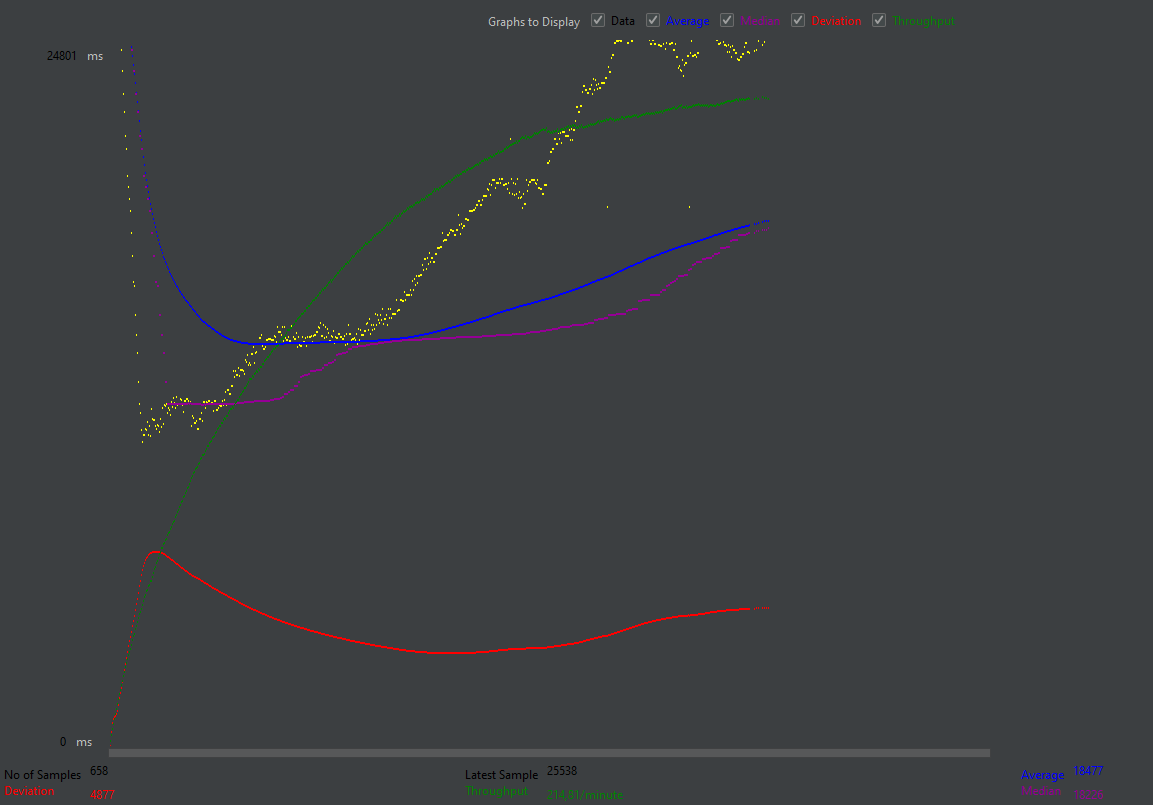 Graphs to Display Data Average Median Deviation Throughput
24801 ms
0 ms
No of Samples 658 Latest Sample 25538 Average 18477
Deviation 4877 Throughput 214.81/minute Median